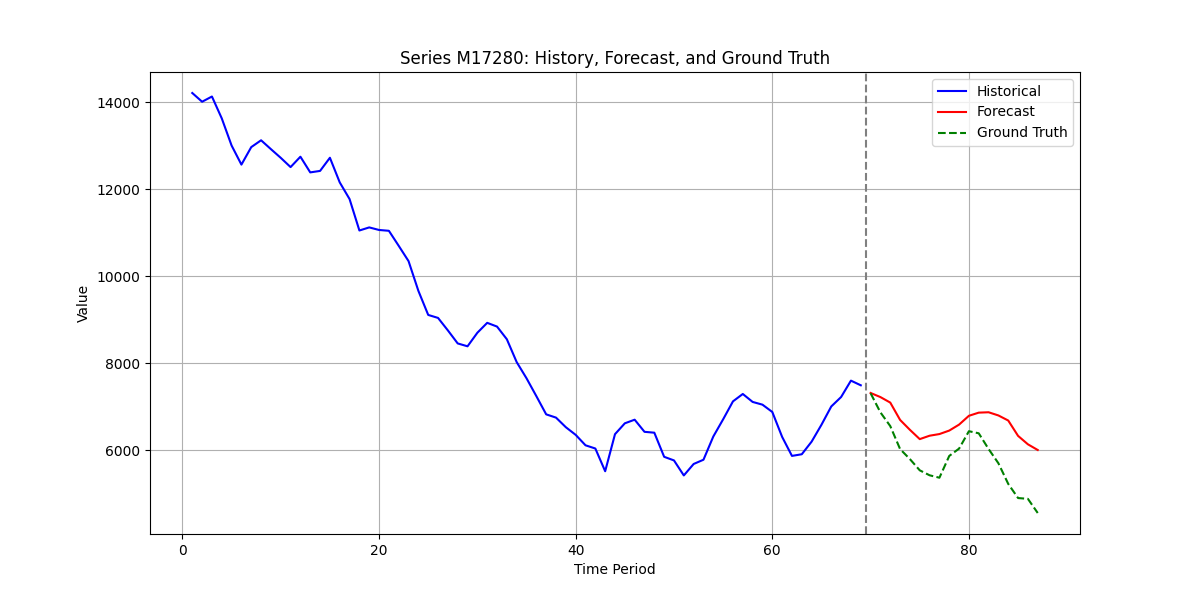 Series M17280: History, Forecast, and Ground Truth
Historical
Forecast
Ground Truth
14000
12000
10000
8000
6000
Value
0 20 40 60 80
Time Period